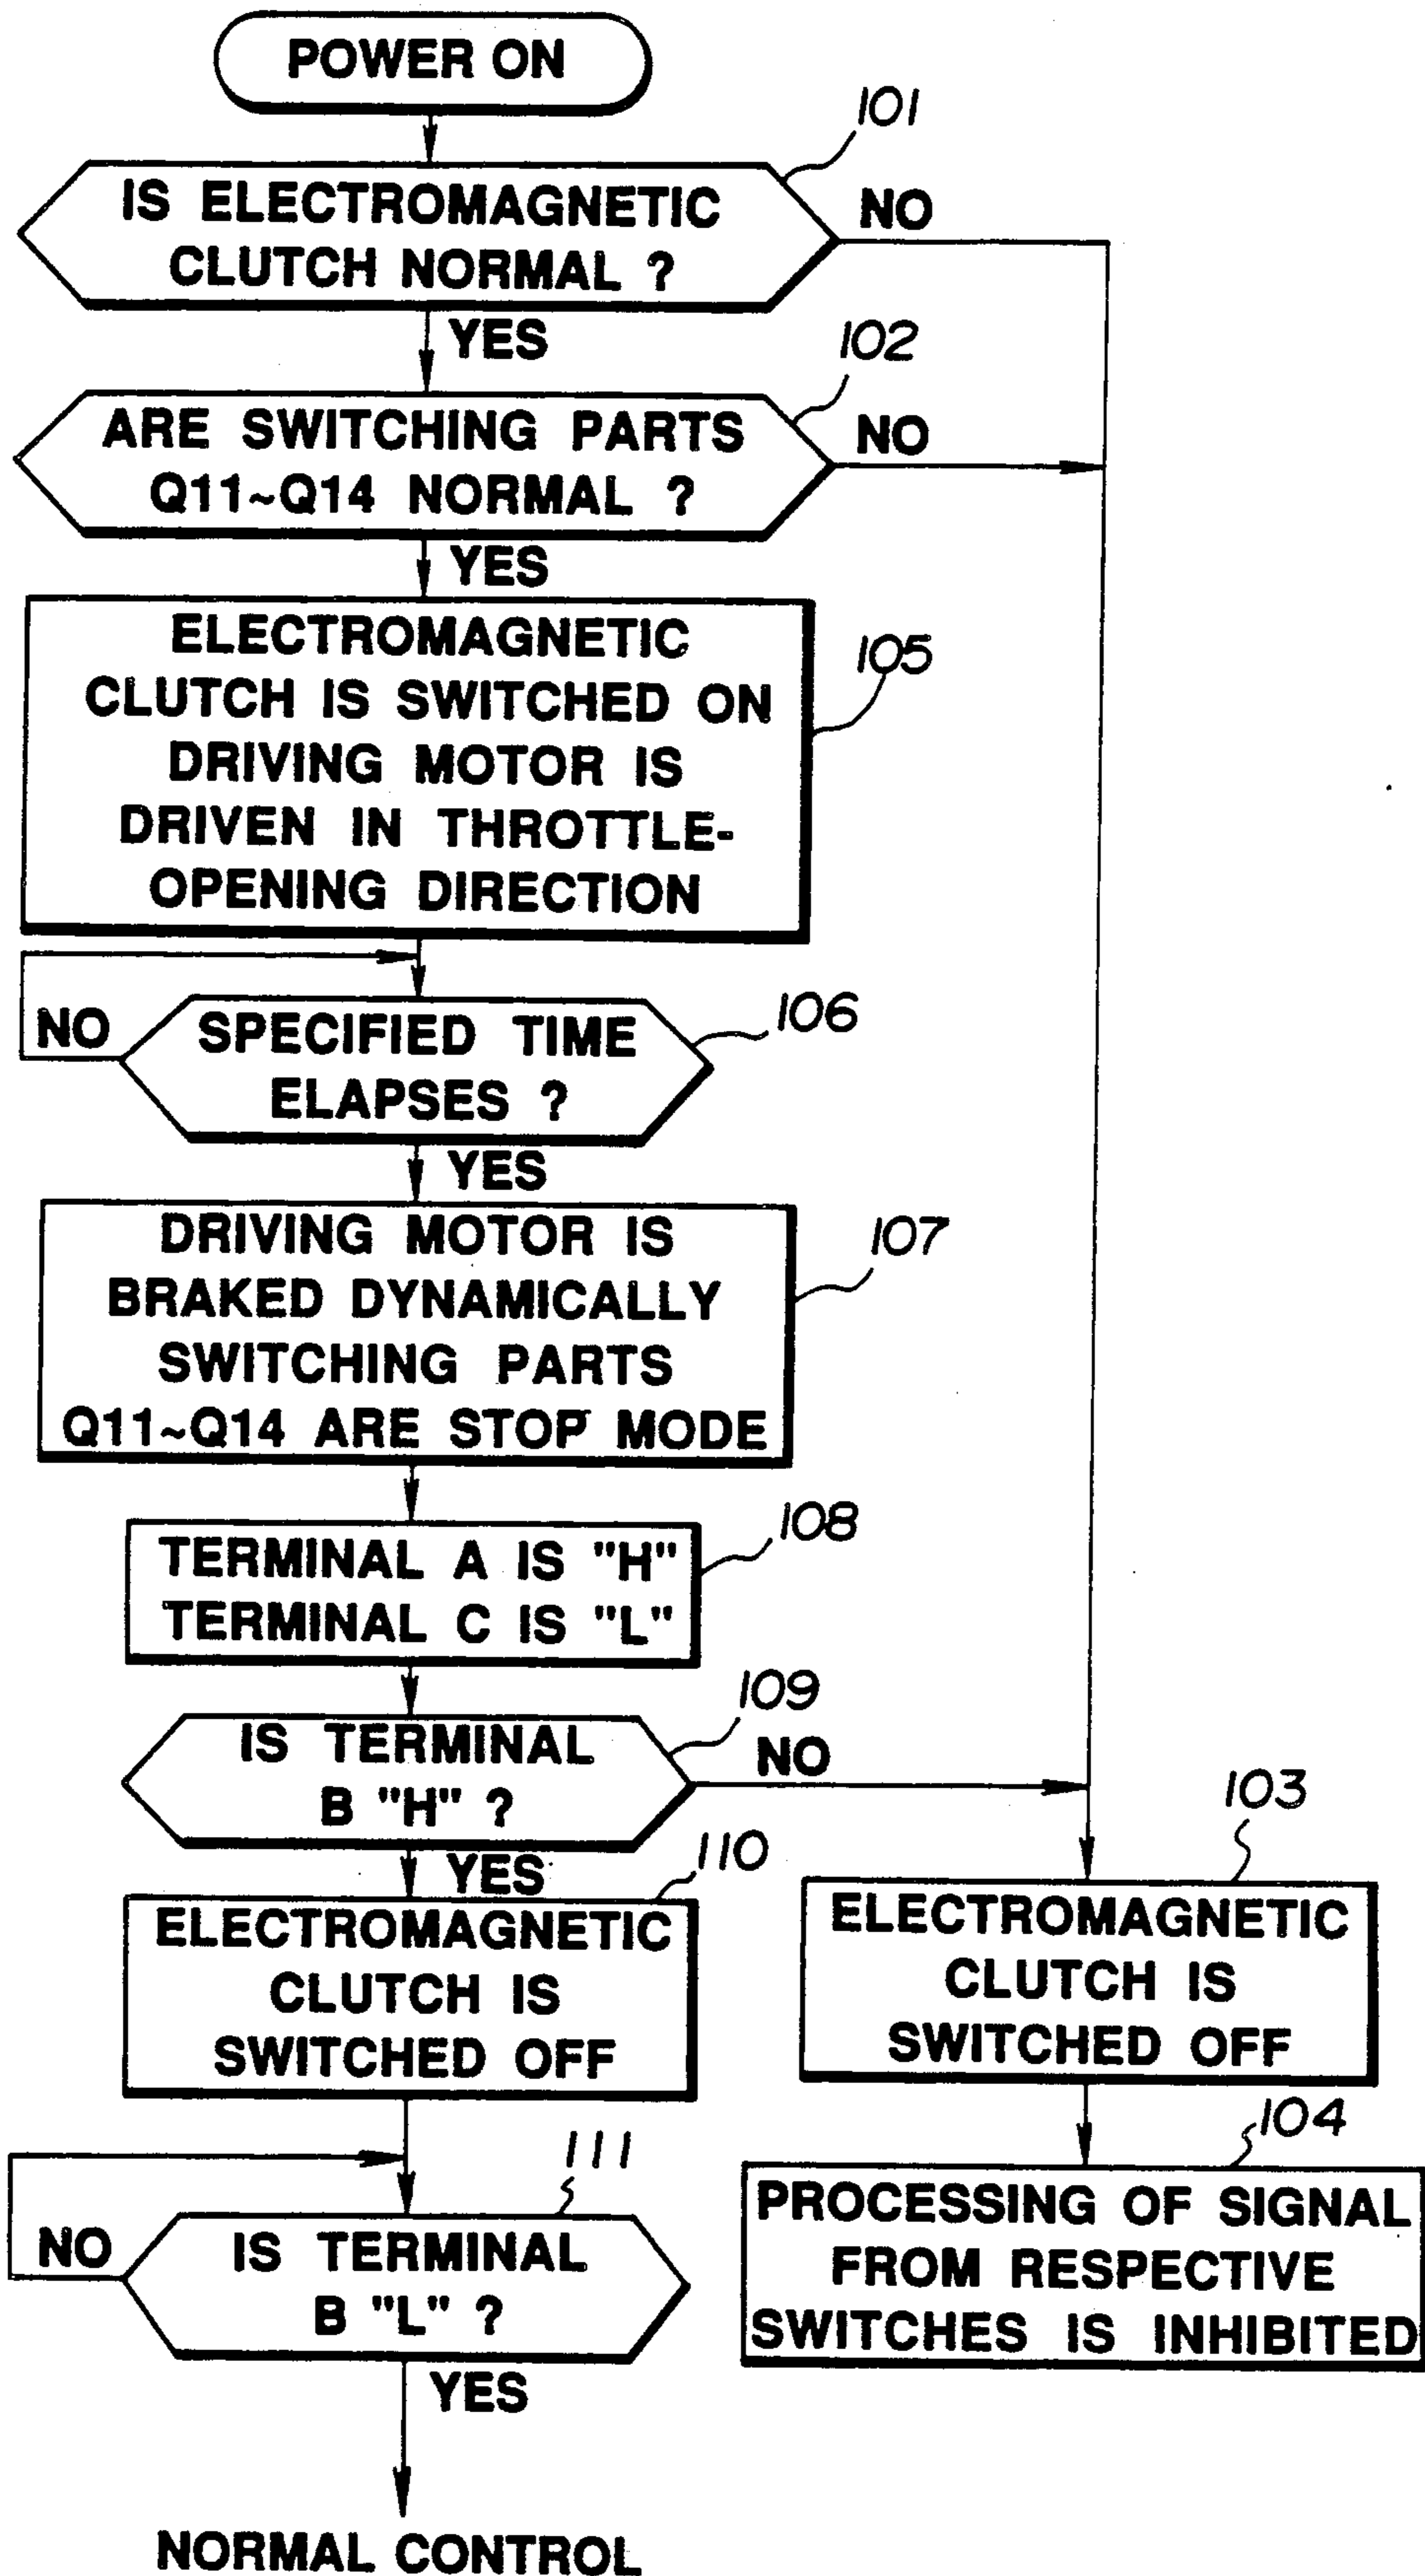 POWER ON
101
IS ELECTROMAGNETIC
CLUTCH NORMAL ?
NO
YES
102
ARE SWITCHING PARTS
Q11~Q14 NORMAL ?
NO
YES
105
ELECTROMAGNETIC
CLUTCH IS SWITCHED ON
DRIVING MOTOR IS
DRIVEN IN THROTTLE-
OPENING DIRECTION
106
NO
SPECIFIED TIME
ELAPSES ?
YES
107
DRIVING MOTOR IS
BRAKED DYNAMICALLY
SWITCHING PARTS
Q11~Q14 ARE STOP MODE
108
TERMINAL A IS "H"
TERMINAL C IS "L"
109
IS TERMINAL
B "H" ?
NO
YES
110
ELECTROMAGNETIC
CLUTCH IS
SWITCHED OFF
103
ELECTROMAGNETIC
CLUTCH IS
SWITCHED OFF
104
PROCESSING OF SIGNAL
FROM RESPECTIVE
SWITCHES IS INHIBITED
111
NO
IS TERMINAL
B "L" ?
YES
NORMAL CONTROL